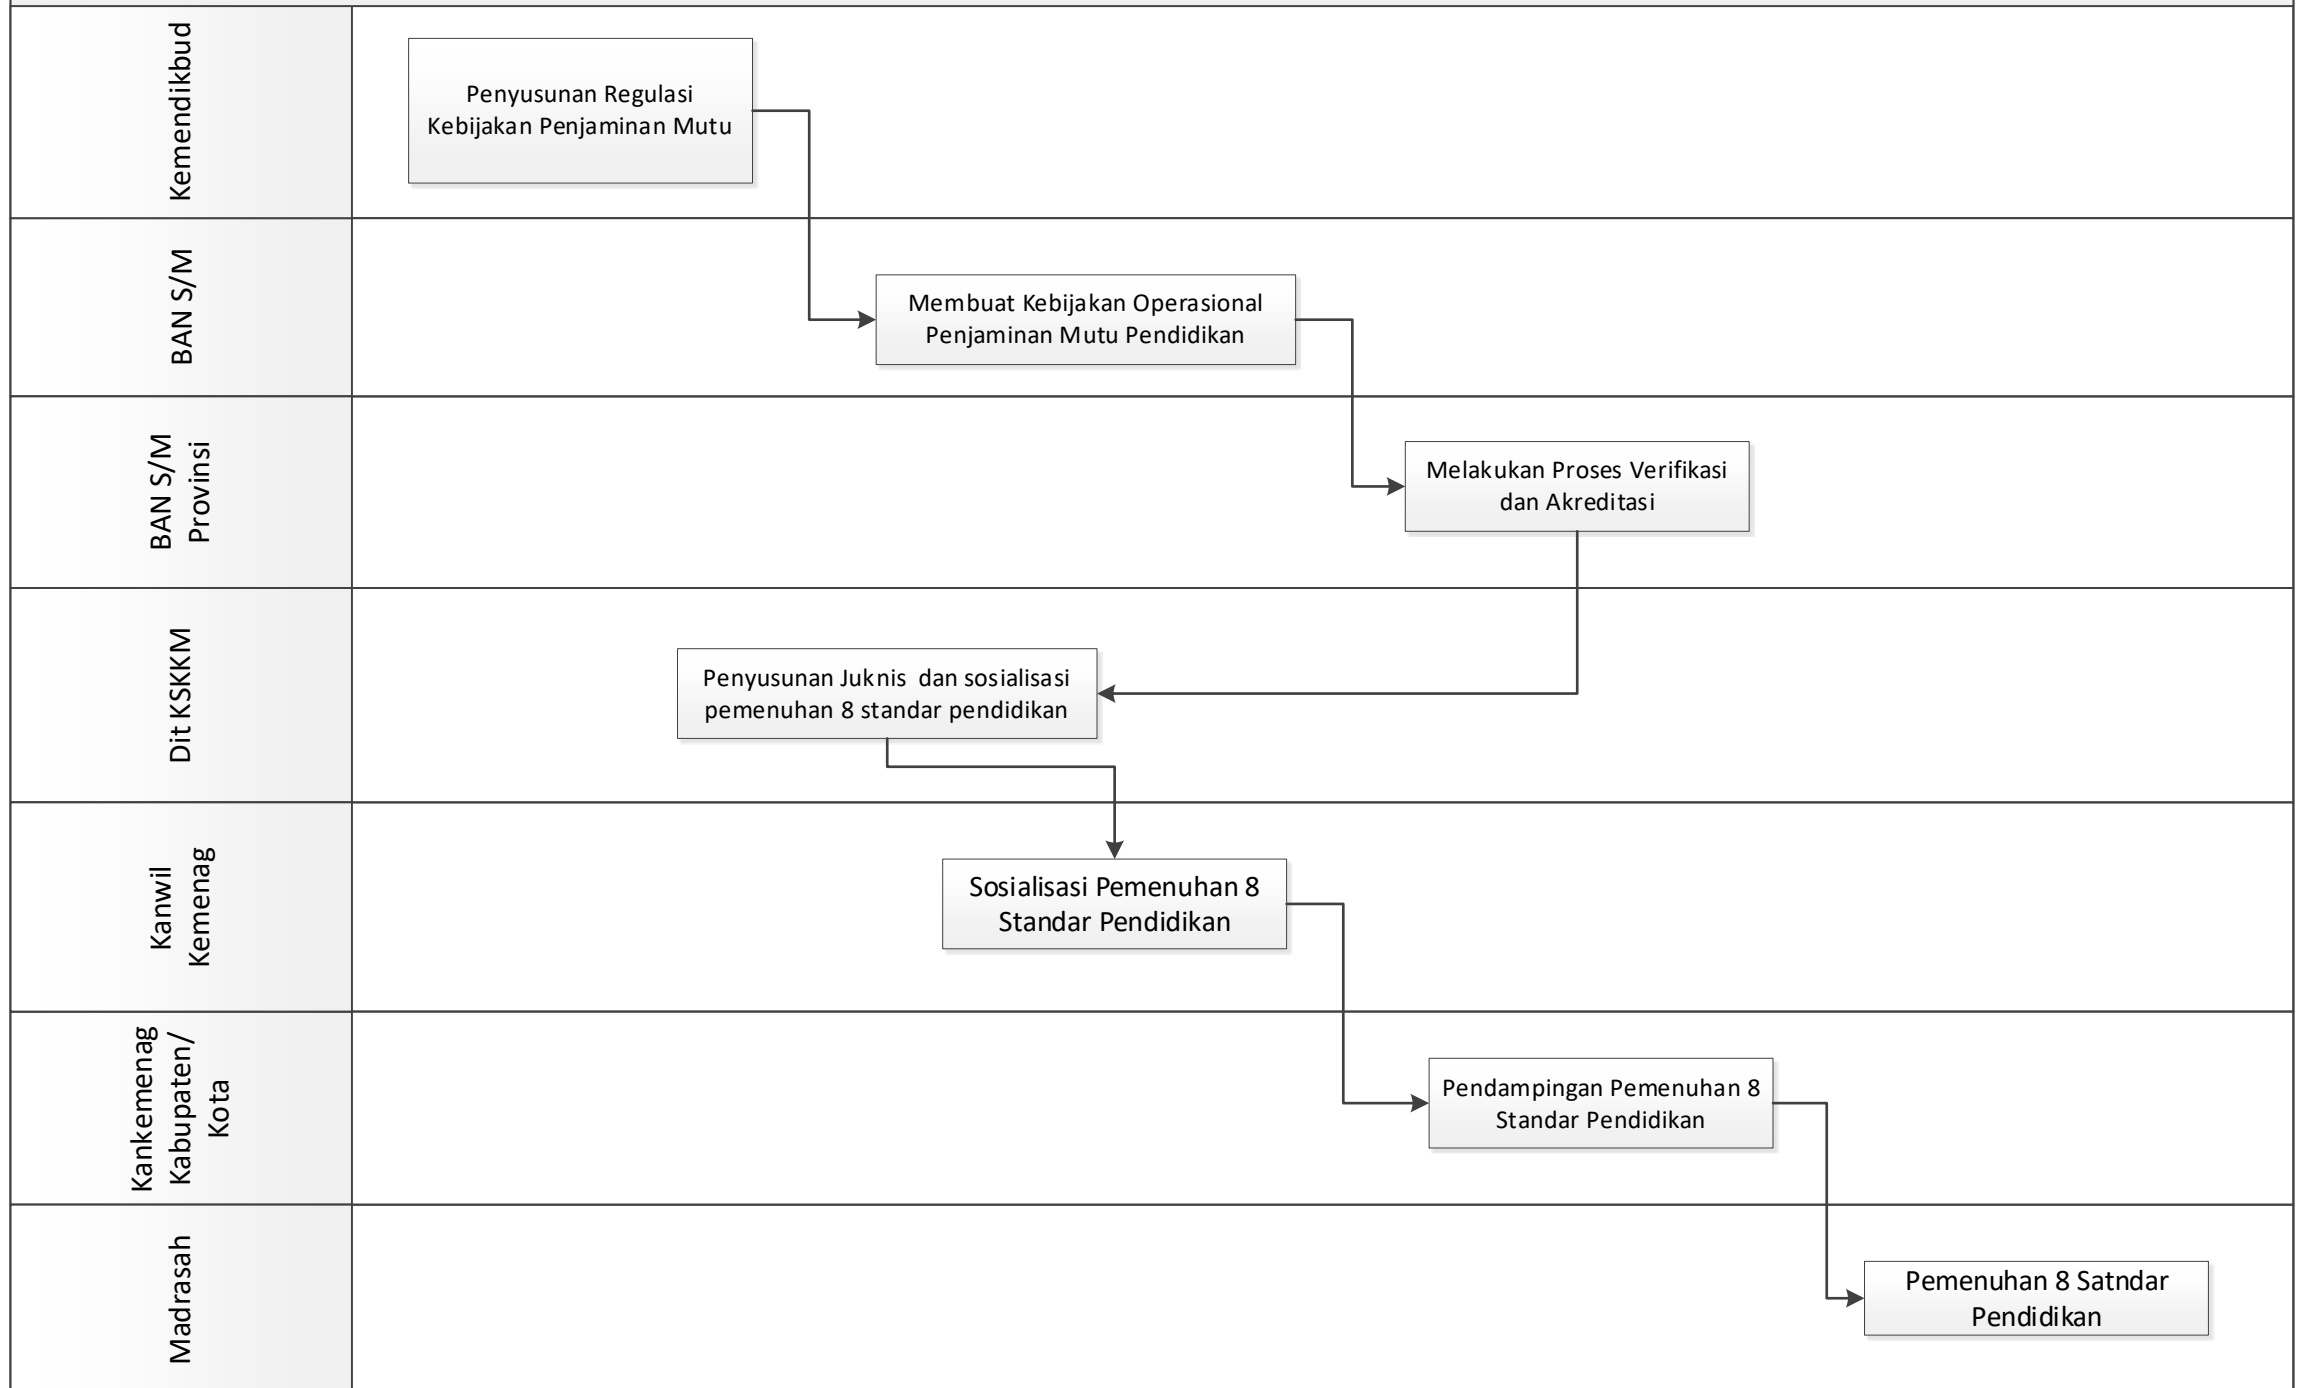 Kemendikbud
Penyusunan Regulasi
Kebijakan Penjaminan Mutu
BAN S/M
Membuat Kebijakan Operasional
Penjaminan Mutu Pendidikan
BAN S/M
Provinsi
Melakukan Proses Verifikasi
dan Akreditasi
Dit KSKKM
Penyusunan Juknis dan sosialisasi
pemenuhan 8 standar pendidikan
Kanwil
Kemenag
Sosialisasi Pemenuhan 8
Standar Pendidikan
Kankemenag
Kabupaten/
Kota
Pendampingan Pemenuhan 8
Standar Pendidikan
Madrasah
Pemenuhan 8 Satndar
Pendidikan